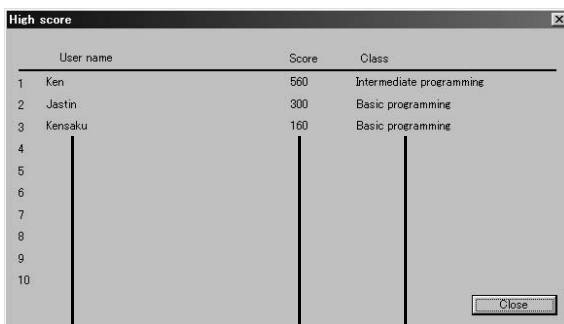 High score
User name Score Class
1 Ken 560 Intermediate programming
2 Jastin 300 Basic programming
3 Kensaku 160 Basic programming
4
5
6
7
8
9
10
Close